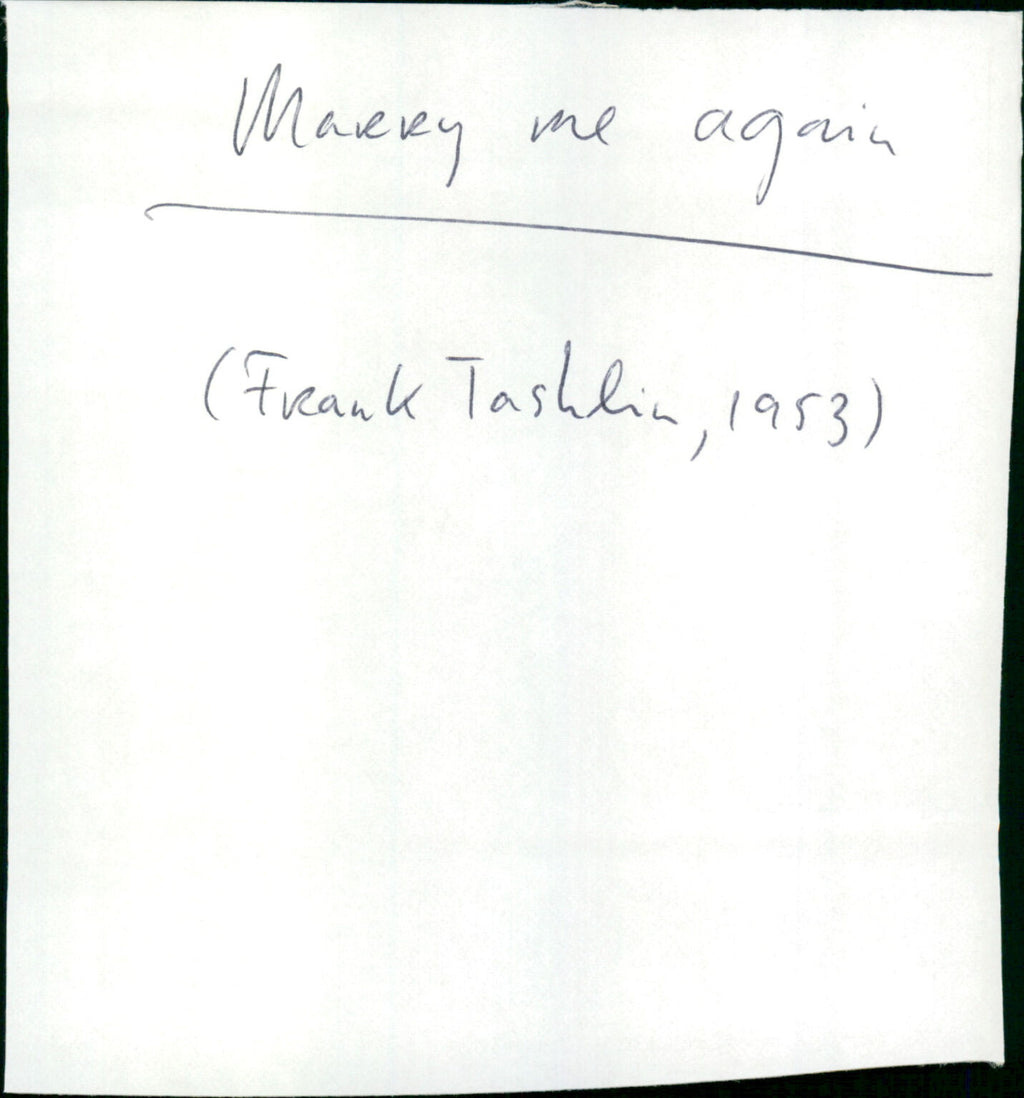 Marry me again
(Frank Tashlin, 1953)